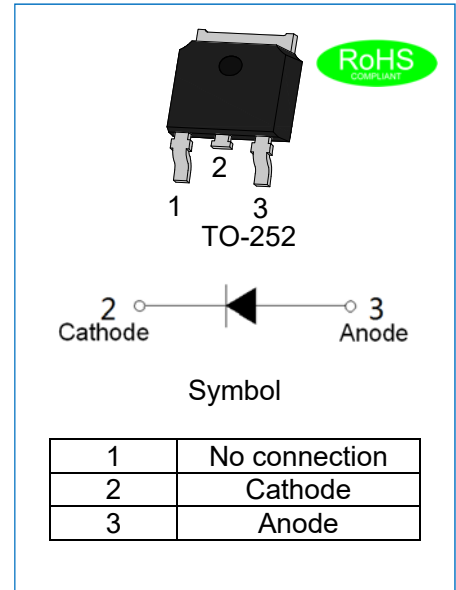 RoHS
COMPLIANT
2
1 3
TO-252
2 3
Cathode Anode
Symbol
1 No connection
2 Cathode
3 Anode